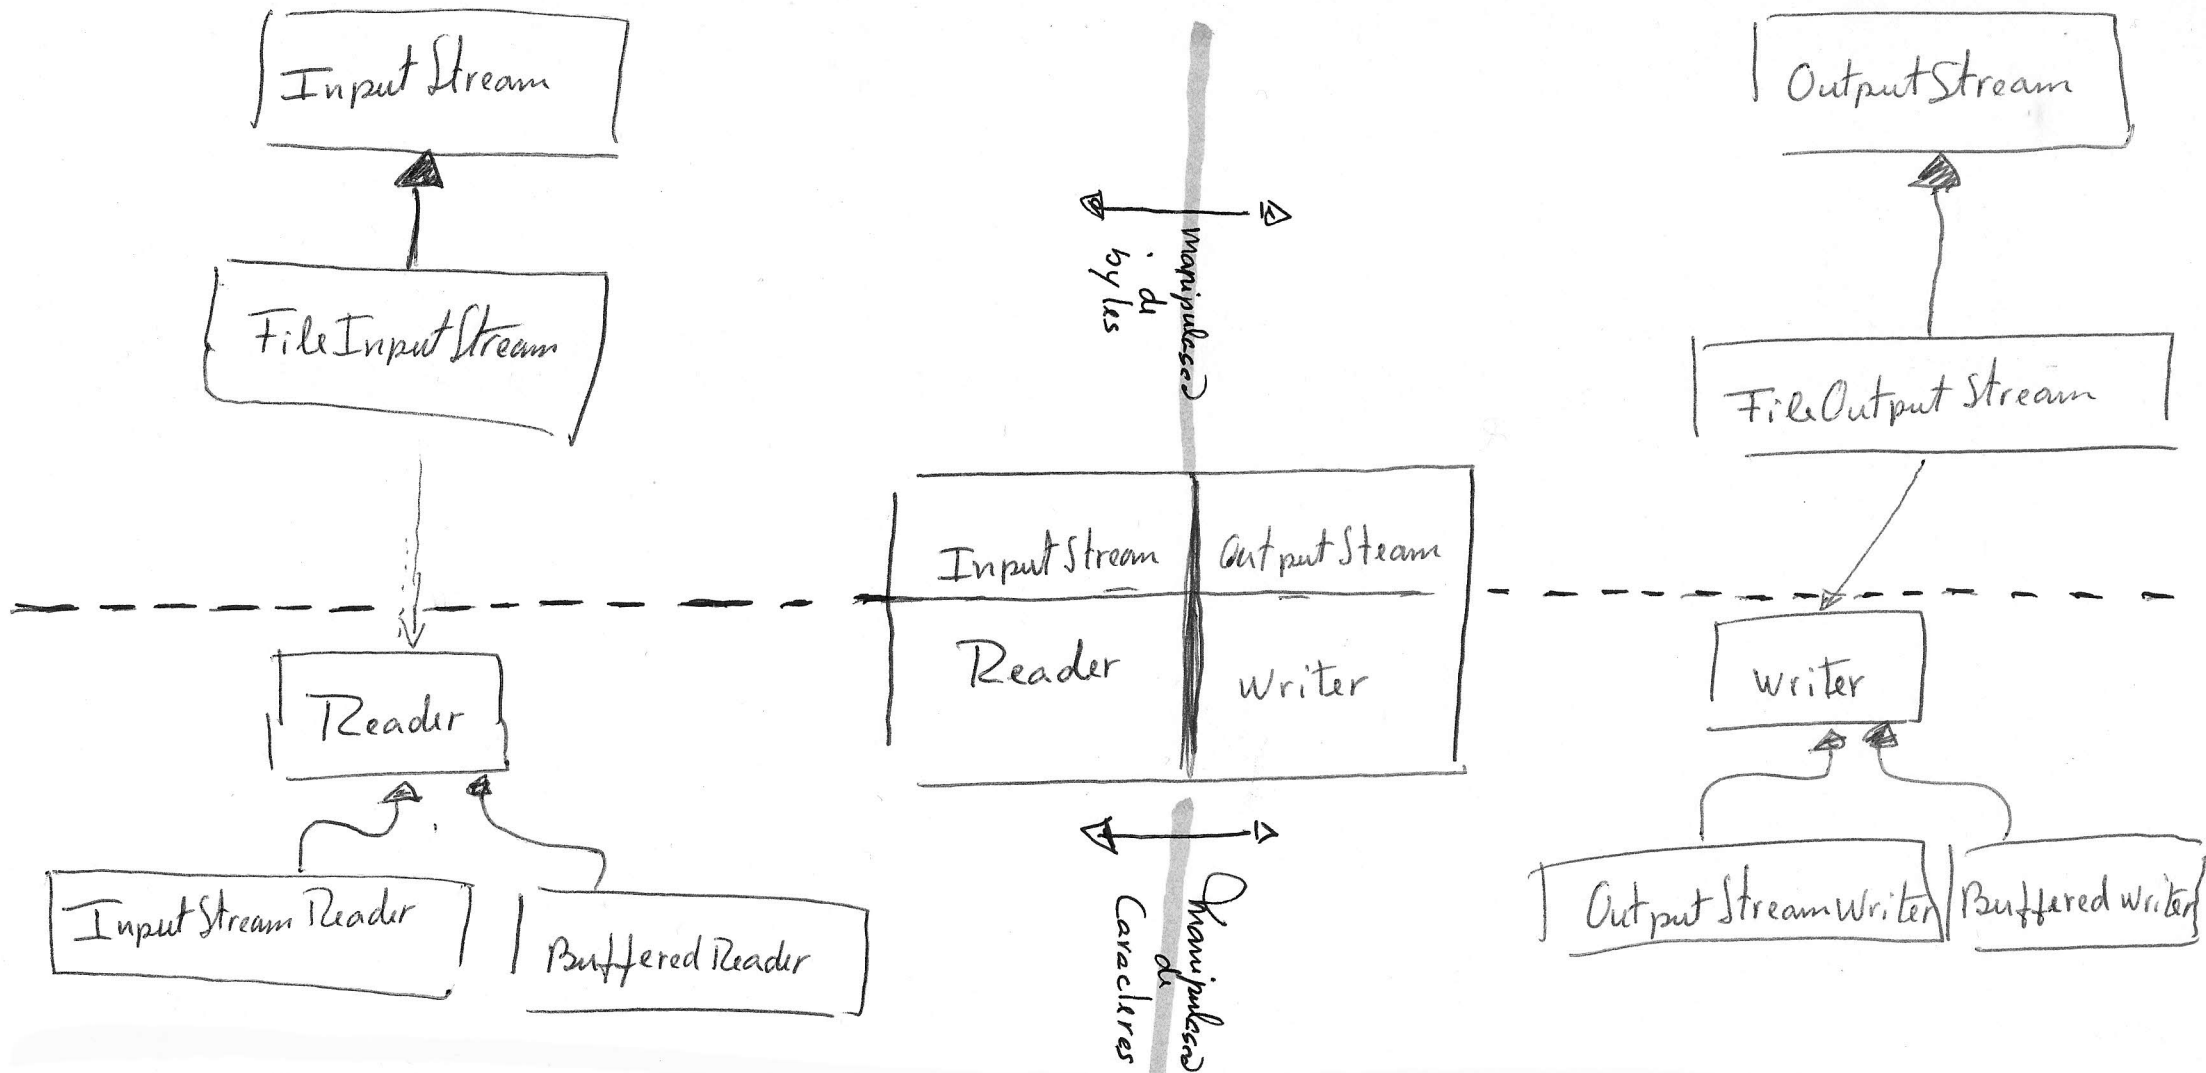 InputStream
FileInputStream
Reader
InputStreamReader
BufferedReader
manipulação
de
bytes
InputStream
OutputSteam
Reader
Writer
Manipulação
de
Caracteres
OutputStream
FileOutputStream
Writer
OutputStreamWriter
BufferedWriter